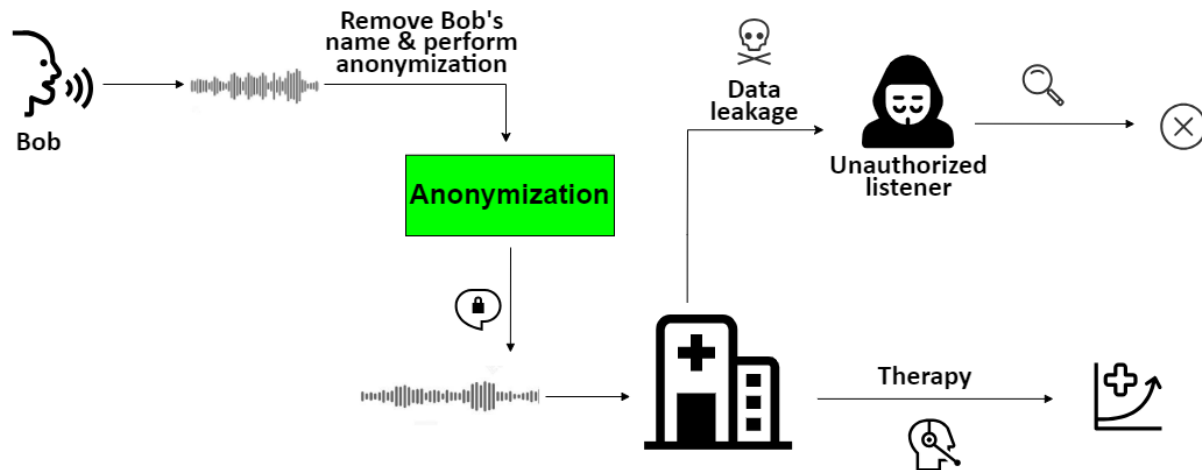 Remove Bob's
name & perform
anonymization
Bob
Data
leakage
Unauthorized
listener
Anonymization
Therapy